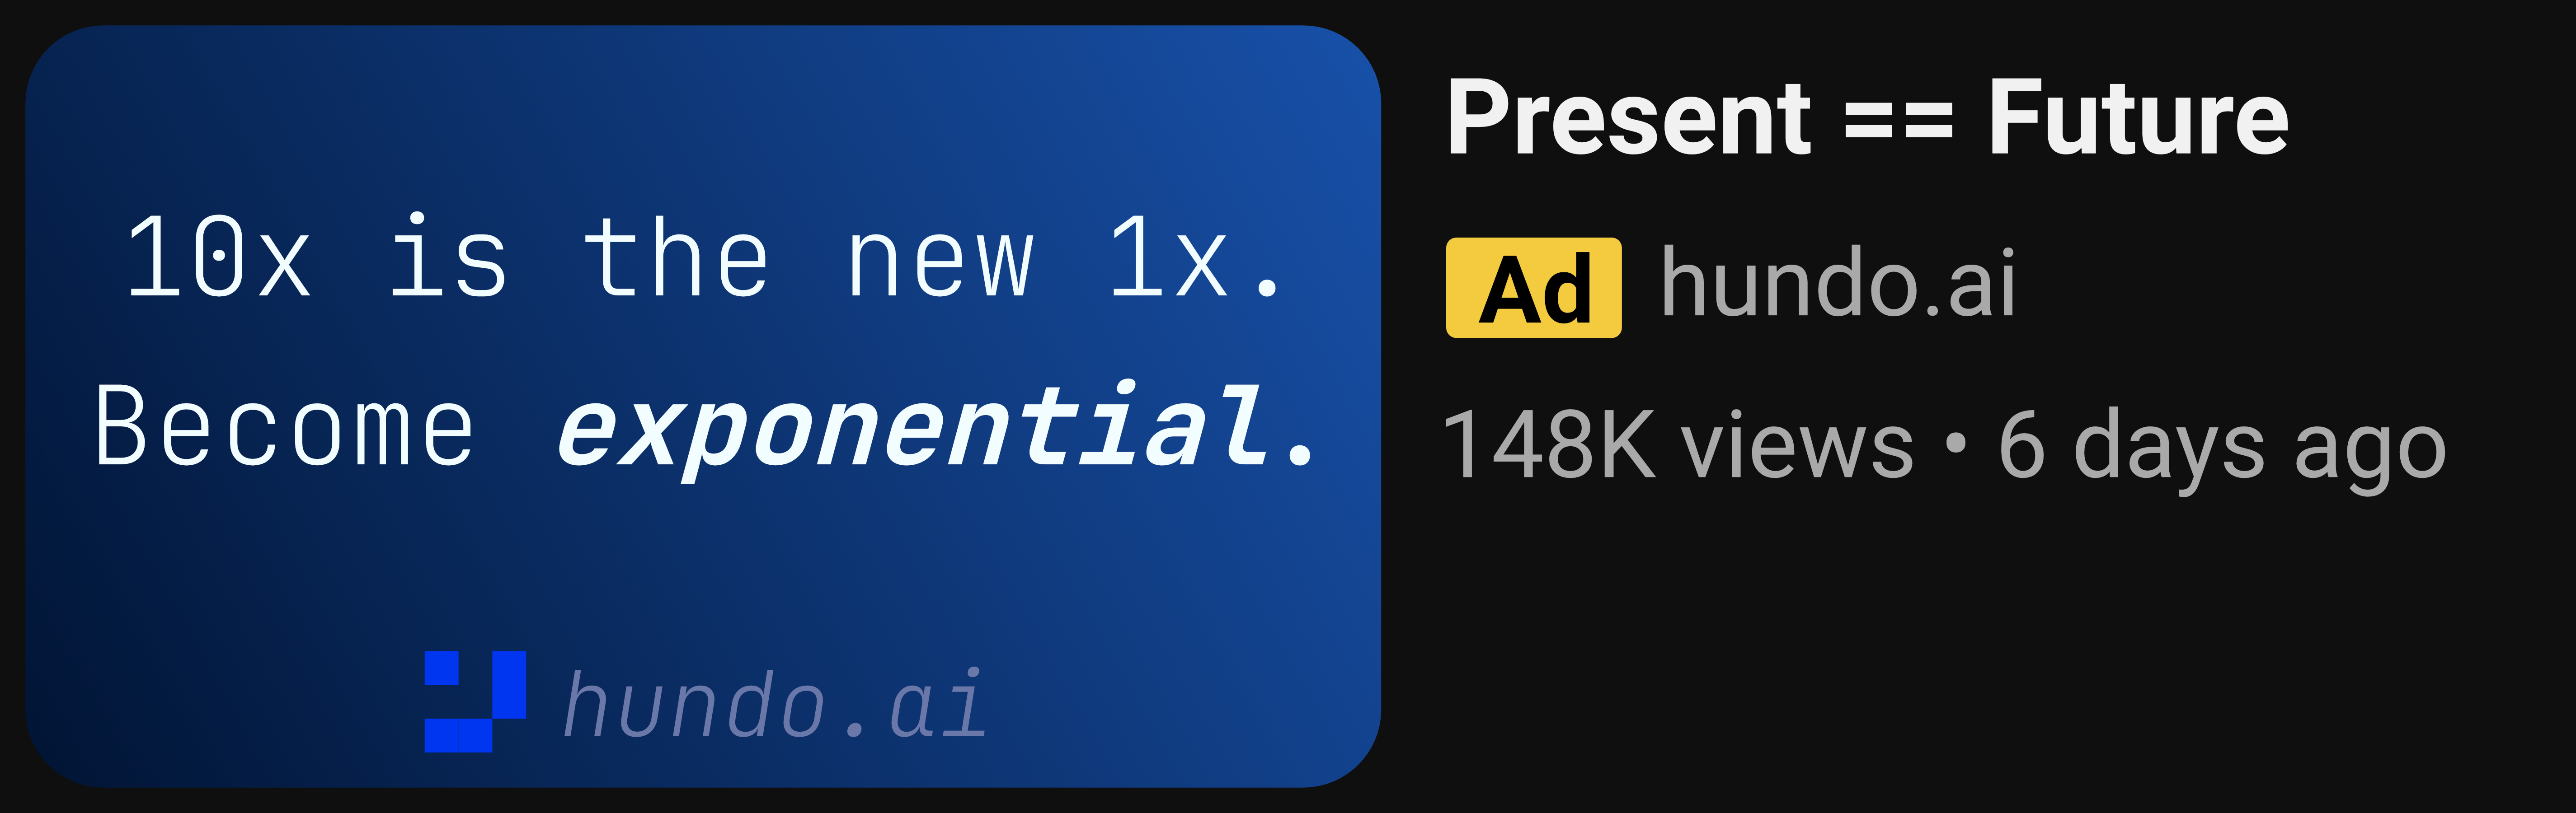 10x is the new 1x.
Become exponential.
hundo.ai
Present == Future
Ad hundo.ai
148K views • 6 days ago